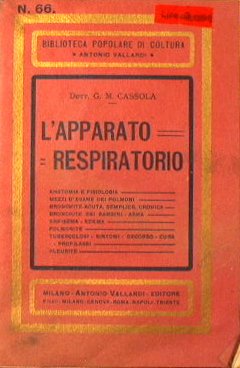 N. 66.
BIBLIOTECA POPOLARE DI COLTURA
ANTONIO VALLARDI
DOTT. G. M. CASSOLA
L'APPARATO
RESPIRATORIO
ANATOMIA E FISIOLOGIA
MEZZI D'ESAME DEI POLMONI
BRONCHITE ACUTA, SEMPLICE, CRONICA
BRONCHITE DEI BAMBINI - ASMA
ENFISEMA - EDEMA
POLMONITE
TUBERCOLOSI - SINTOMI - DECORSO - CURA
- PROFILASSI
PLEURITE
MILANO - ANTONIO VALLARDI - EDITORE
MILANO - GENOVA - ROMA - NAPOLI - TRIESTE